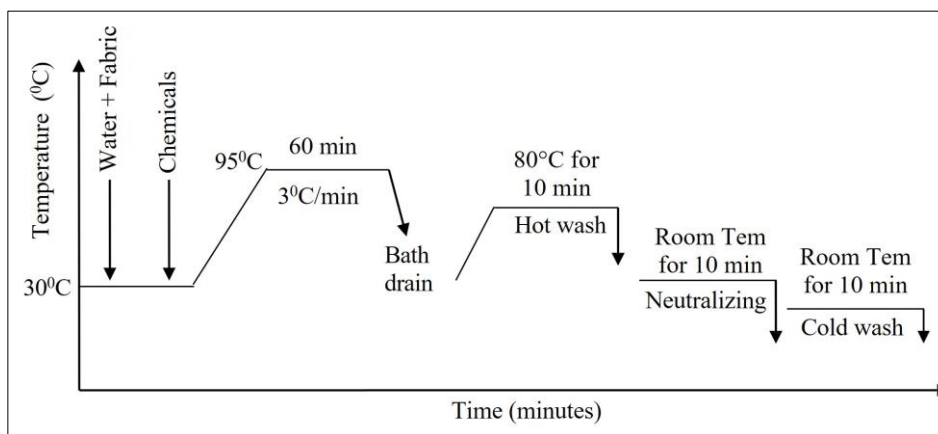 Temperature (⁰C)
Water + Fabric
Chemicals
30⁰C
95⁰C
60 min
3⁰C/min
Bath
drain
80°C for
10 min
Hot wash
Room Tem
for 10 min
Neutralizing
Room Tem
for 10 min
Cold wash
Time (minutes)